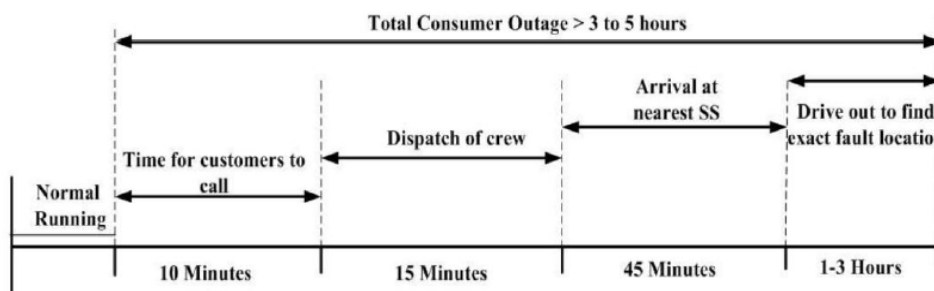 Total Consumer Outage > 3 to 5 hours
Arrival at
nearest SS
Drive out to find
exact fault locatio
Dispatch of crew
Time for customers to
call
Normal
Running
10 Minutes
15 Minutes
45 Minutes
1-3 Hours